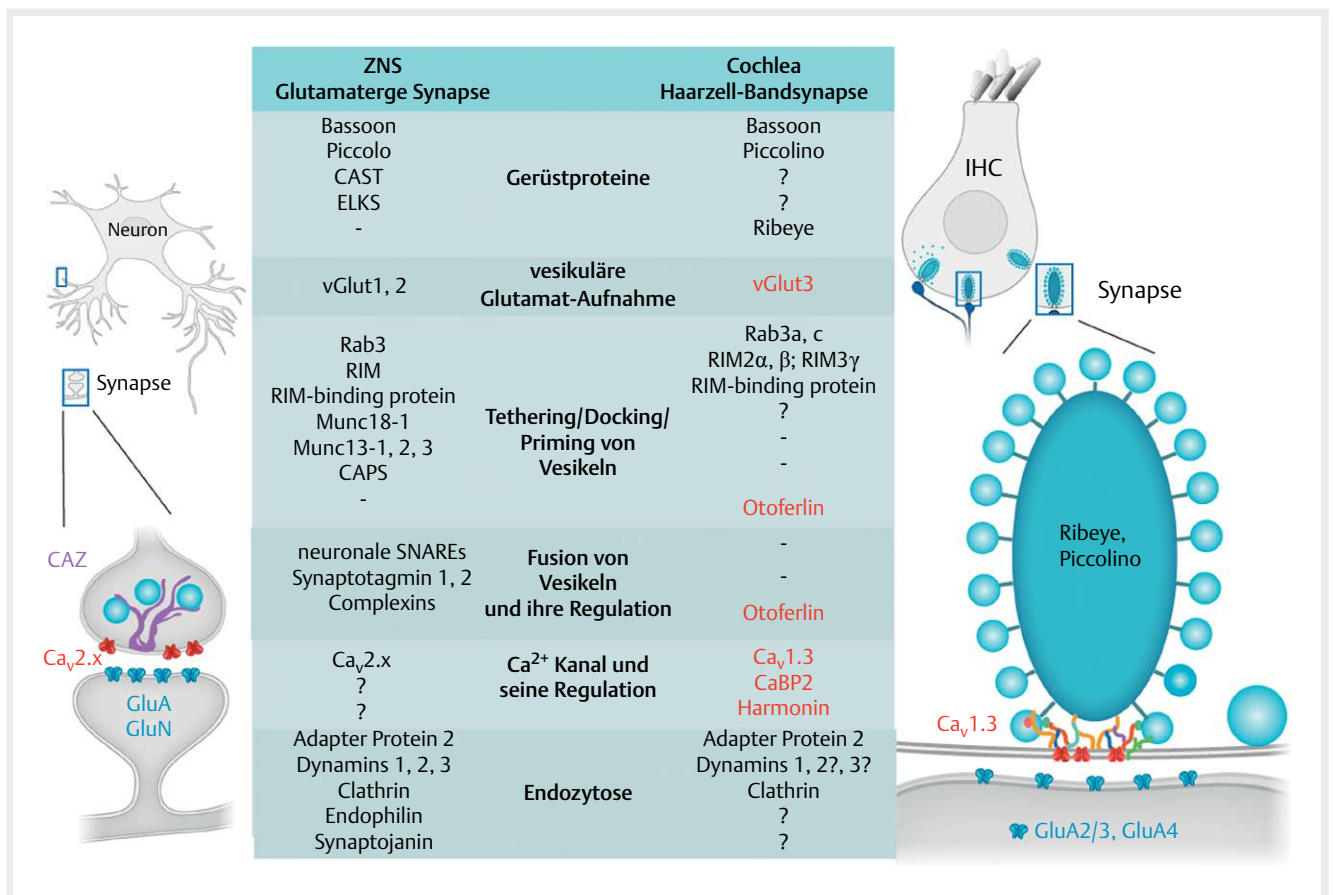 ZNS
Glutamaterge Synapse
Cochlea
Haarzell-Bandsynapse
Bassoon
Piccolo
CAST
ELKS
-
Gerüstproteine
Bassoon
Piccolino
?
?
Ribeye
vGlut1, 2
vesikuläre
Glutamat-Aufnahme
vGlut3
Rab3
RIM
RIM-binding protein
Munc18-1
Munc13-1, 2, 3
CAPS
-
Tethering/Docking/
Priming von
Vesikeln
Rab3a, c
RIM2α, β; RIM3γ
RIM-binding protein
?
-
-
Otoferlin
neuronale SNAREs
Synaptotagmin 1, 2
Complexins
Fusion von
Vesikeln
und ihre Regulation
-
-
Otoferlin
Caᵥ2.x
?
?
Ca²⁺ Kanal und
seine Regulation
Caᵥ1.3
CaBP2
Harmonin
Adapter Protein 2
Dynamins 1, 2, 3
Clathrin
Endophilin
Synaptojanin
Endozytose
Adapter Protein 2
Dynamins 1, 2?, 3?
Clathrin
?
?
Neuron
Synapse
CAZ
Caᵥ2.x
GluA
GluN
IHC
Synapse
Ribeye,
Piccolino
Caᵥ1.3
GluA2/3, GluA4